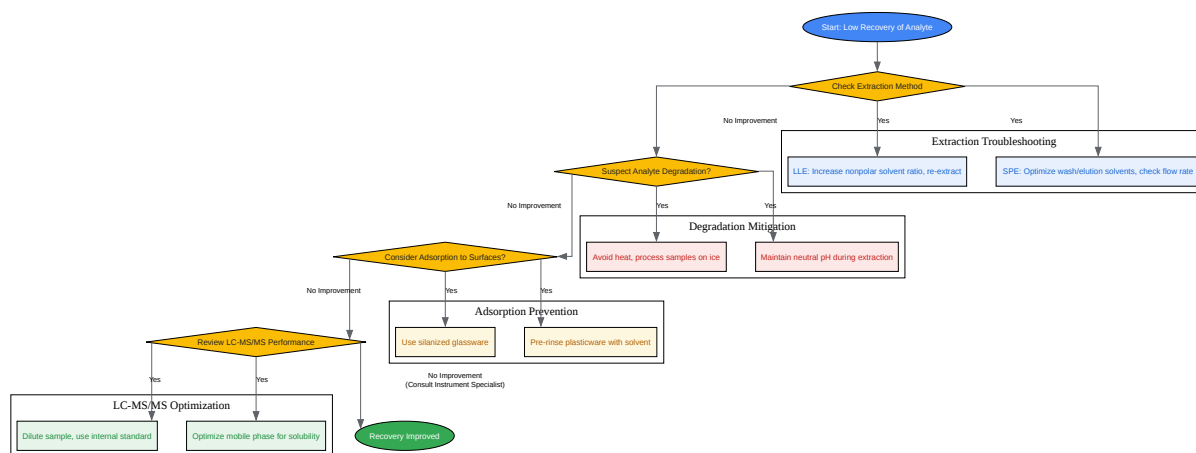 Start: Low Recovery of Analyte
Check Extraction Method
No Improvement
Yes
Yes
Extraction Troubleshooting
LLE: Increase nonpolar solvent ratio, re-extract
SPE: Optimize wash/elution solvents, check flow rate
Suspect Analyte Degradation?
No Improvement
Yes
Yes
Degradation Mitigation
Avoid heat, process samples on ice
Maintain neutral pH during extraction
Consider Adsorption to Surfaces?
No Improvement
Yes
Yes
Adsorption Prevention
Use silanized glassware
Pre-rinse plasticware with solvent
Review LC-MS/MS Performance
Yes
Yes
No Improvement
(Consult Instrument Specialist)
LC-MS/MS Optimization
Dilute sample, use internal standard
Optimize mobile phase for solubility
Recovery Improved